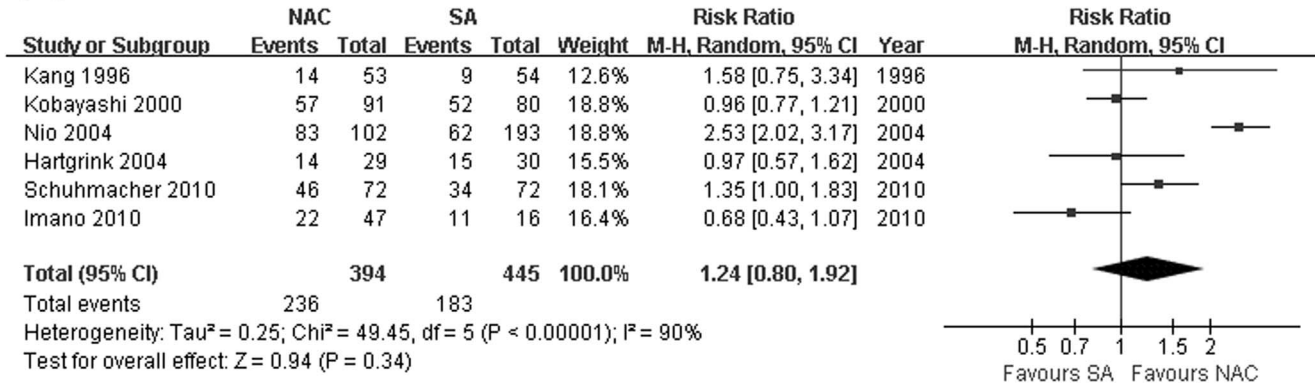 NAC SA Risk Ratio Risk Ratio
Study or Subgroup Events Total Events Total Weight M-H, Random, 95% CI Year M-H, Random, 95% CI
Kang 1996 14 53 9 54 12.6% 1.58 [0.75, 3.34] 1996
Kobayashi 2000 57 91 52 80 18.8% 0.96 [0.77, 1.21] 2000
Nio 2004 83 102 62 193 18.8% 2.53 [2.02, 3.17] 2004
Hartgrink 2004 14 29 15 30 15.5% 0.97 [0.57, 1.62] 2004
Schuhmacher 2010 46 72 34 72 18.1% 1.35 [1.00, 1.83] 2010
Imano 2010 22 47 11 16 16.4% 0.68 [0.43, 1.07] 2010
Total (95% CI) 394 445 100.0% 1.24 [0.80, 1.92]
Total events 236 183
Heterogeneity: Tau² = 0.25; Chi² = 49.45, df = 5 (P < 0.00001); I² = 90%
Test for overall effect: Z = 0.94 (P = 0.34)
0.5 0.7 1 1.5 2
Favours SA Favours NAC